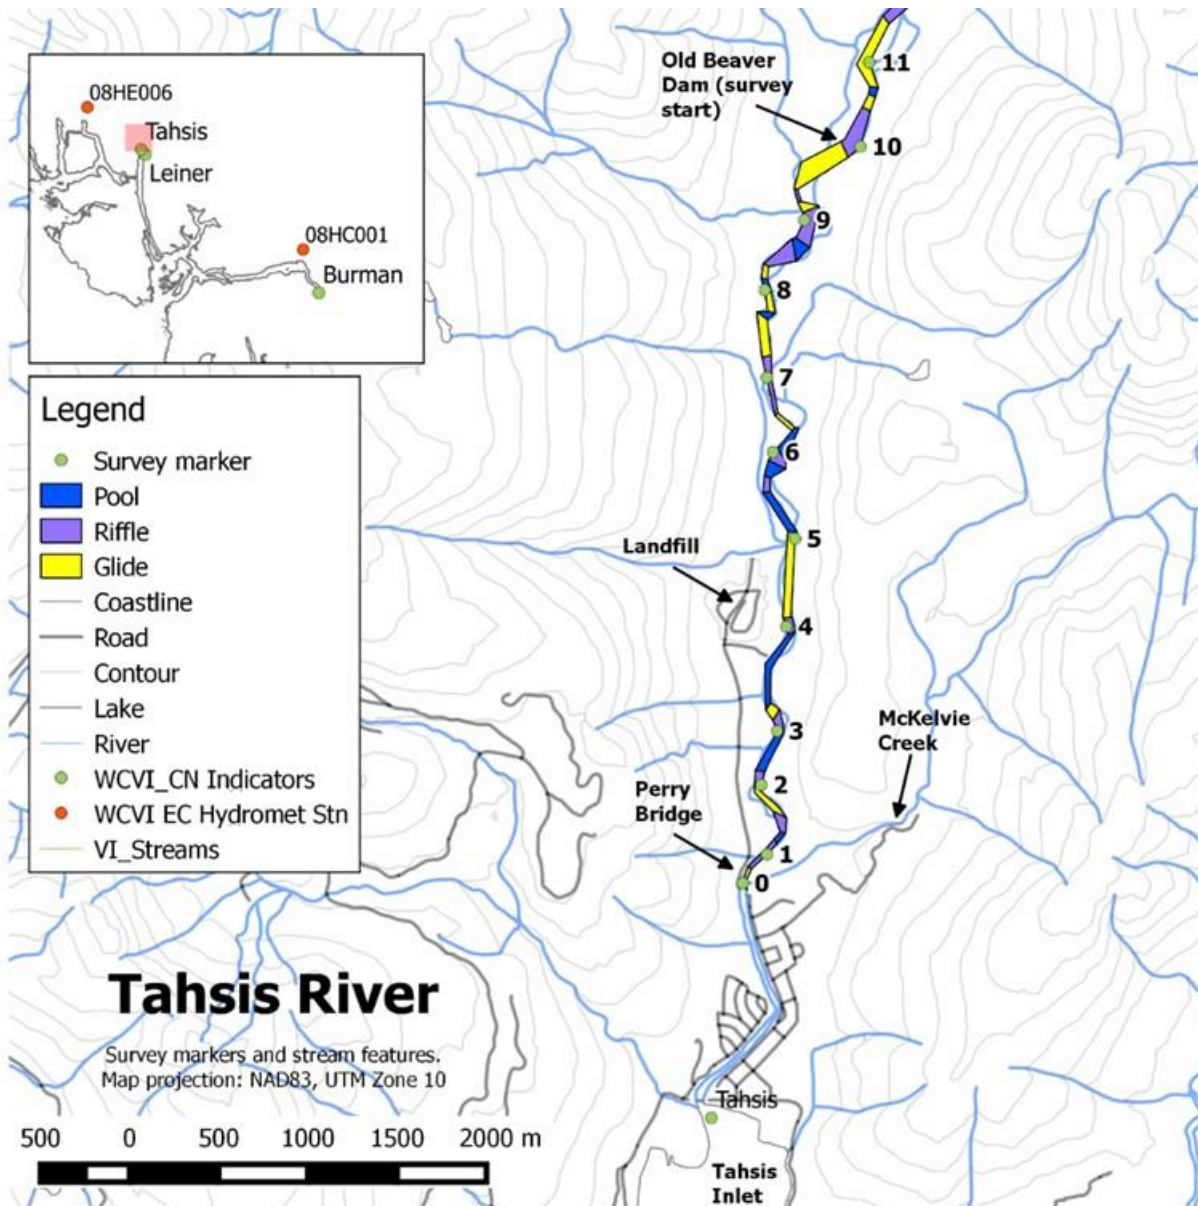 08HE006
Tahsis
Leiner
08HC001
Burman
Legend
Survey marker
Pool
Riffle
Glide
Coastline
Road
Contour
Lake
River
WCVI_CN Indicators
WCVI EC Hydromet Stn
VI_Streams
Old Beaver
Dam (survey
start)
11
10
9
8
7
6
5
Landfill
4
McKelvie
Creek
3
Perry
Bridge
2
1
0
Tahsis River
Survey markers and stream features.
Map projection: NAD83, UTM Zone 10
500 0 500 1000 1500 2000 m
Tahsis
Tahsis
Inlet